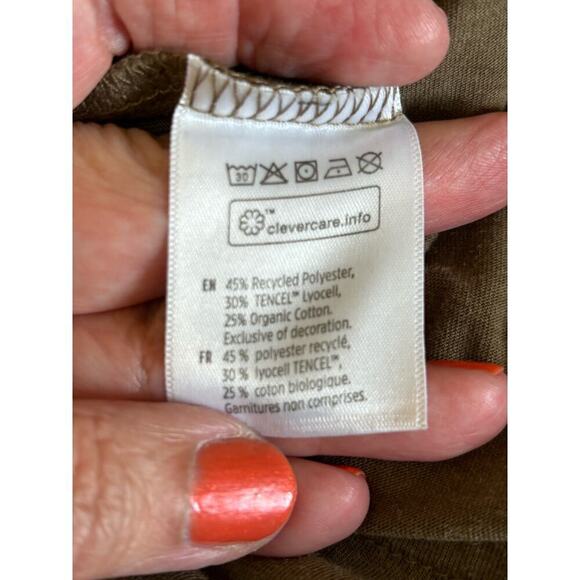 30
™
clevercare.info
EN 45% Recycled Polyester,
30% TENCEL™ Lyocell,
25% Organic Cotton.
Exclusive of decoration.
FR 45 % polyester recyclé,
30 % lyocell TENCEL™,
25 % coton biologique.
Garnitures non comprises.